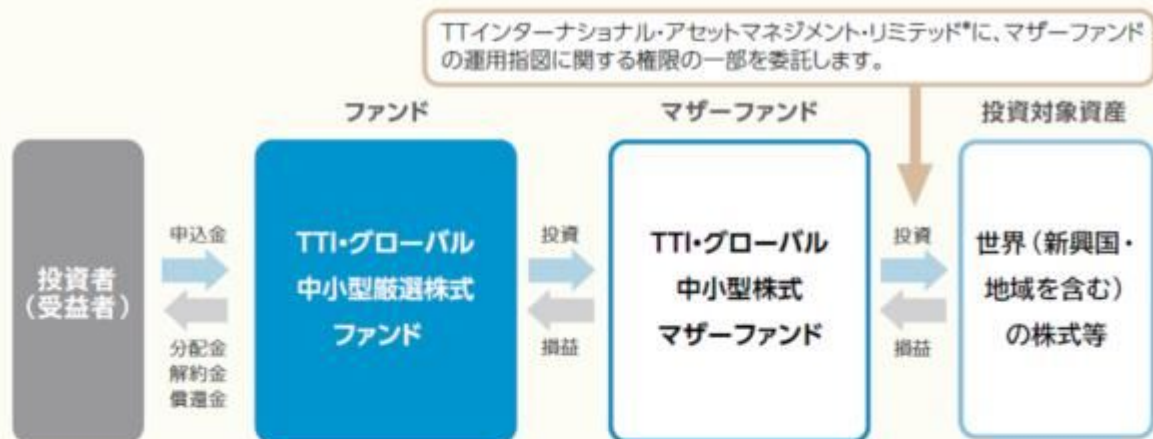 TTインターナショナル・アセットマネジメント・リミテッド*に、マザーファンド
の運用指図に関する権限の一部を委託します。
ファンド
マザーファンド
投資対象資産
投資者
(受益者)
申込金
分配金
解約金
償還金
TTI・グローバル
中小型厳選株式
ファンド
投資
損益
TTI・グローバル
中小型株式
マザーファンド
投資
損益
世界(新興国・
地域を含む)
の株式等